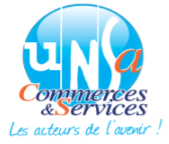 UNSa
Commerces
&Services
Les acteurs de l'avenir !